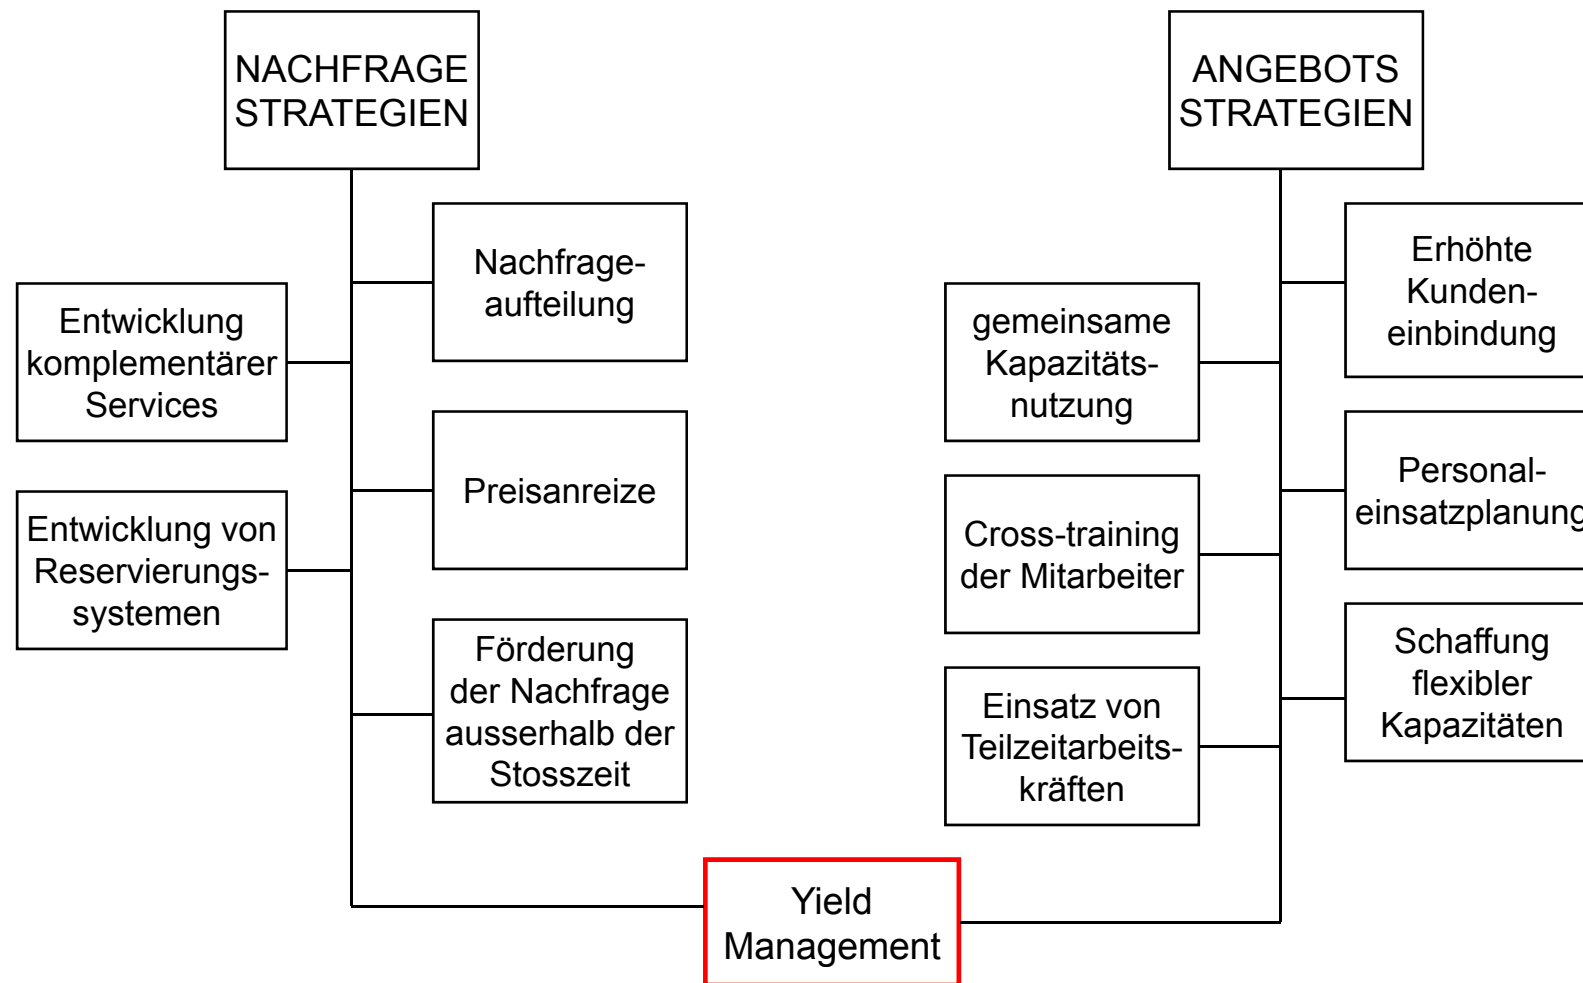 NACHFRAGE
STRATEGIEN
Nachfrage-
aufteilung
Entwicklung
komplementärer
Services
Preisanreize
Entwicklung von
Reservierungs-
systemen
Förderung
der Nachfrage
ausserhalb der
Stosszeit
ANGEBOTS
STRATEGIEN
Erhöhte
Kunden-
einbindung
gemeinsame
Kapazitäts-
nutzung
Personal-
einsatzplanung
Cross-training
der Mitarbeiter
Schaffung
flexibler
Kapazitäten
Einsatz von
Teilzeitarbeits-
kräften
Yield
Management